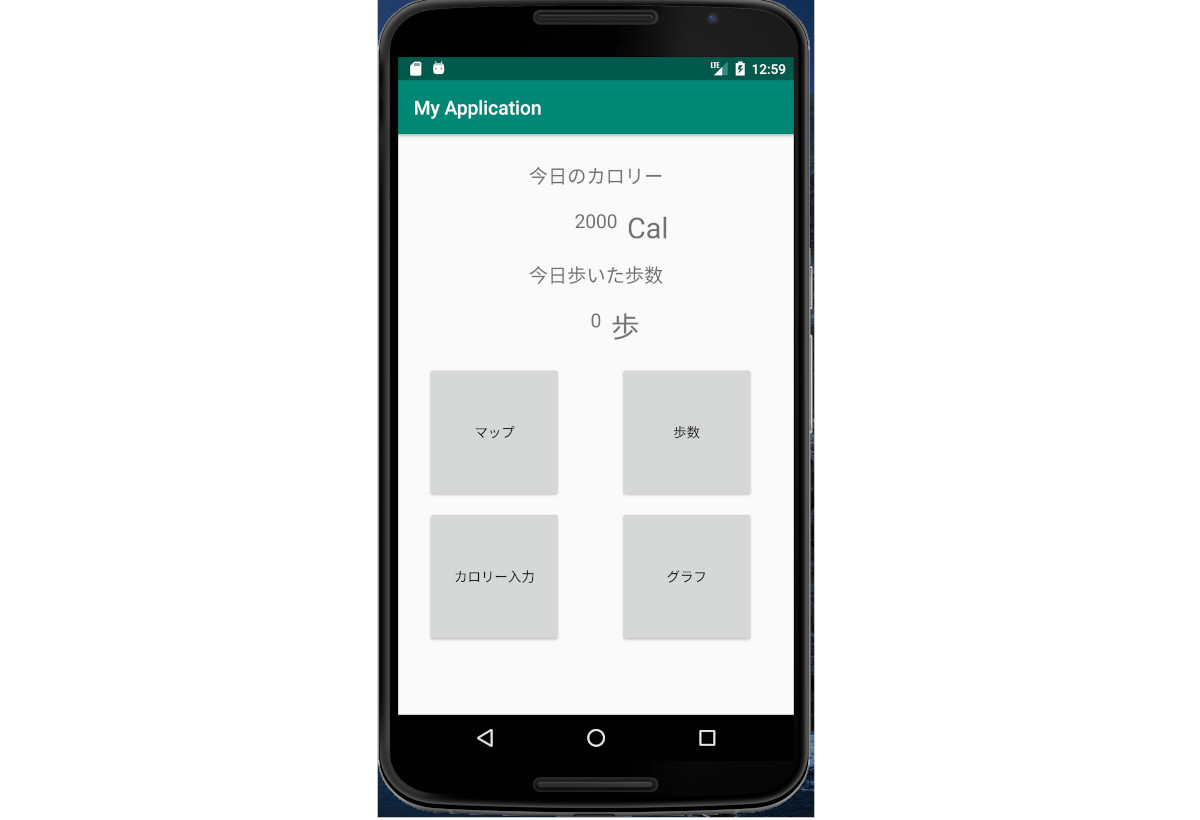 LTE 12:59
My Application
今日のカロリー
2000 Cal
今日歩いた歩数
0 歩
マップ 歩数
カロリー入力 グラフ